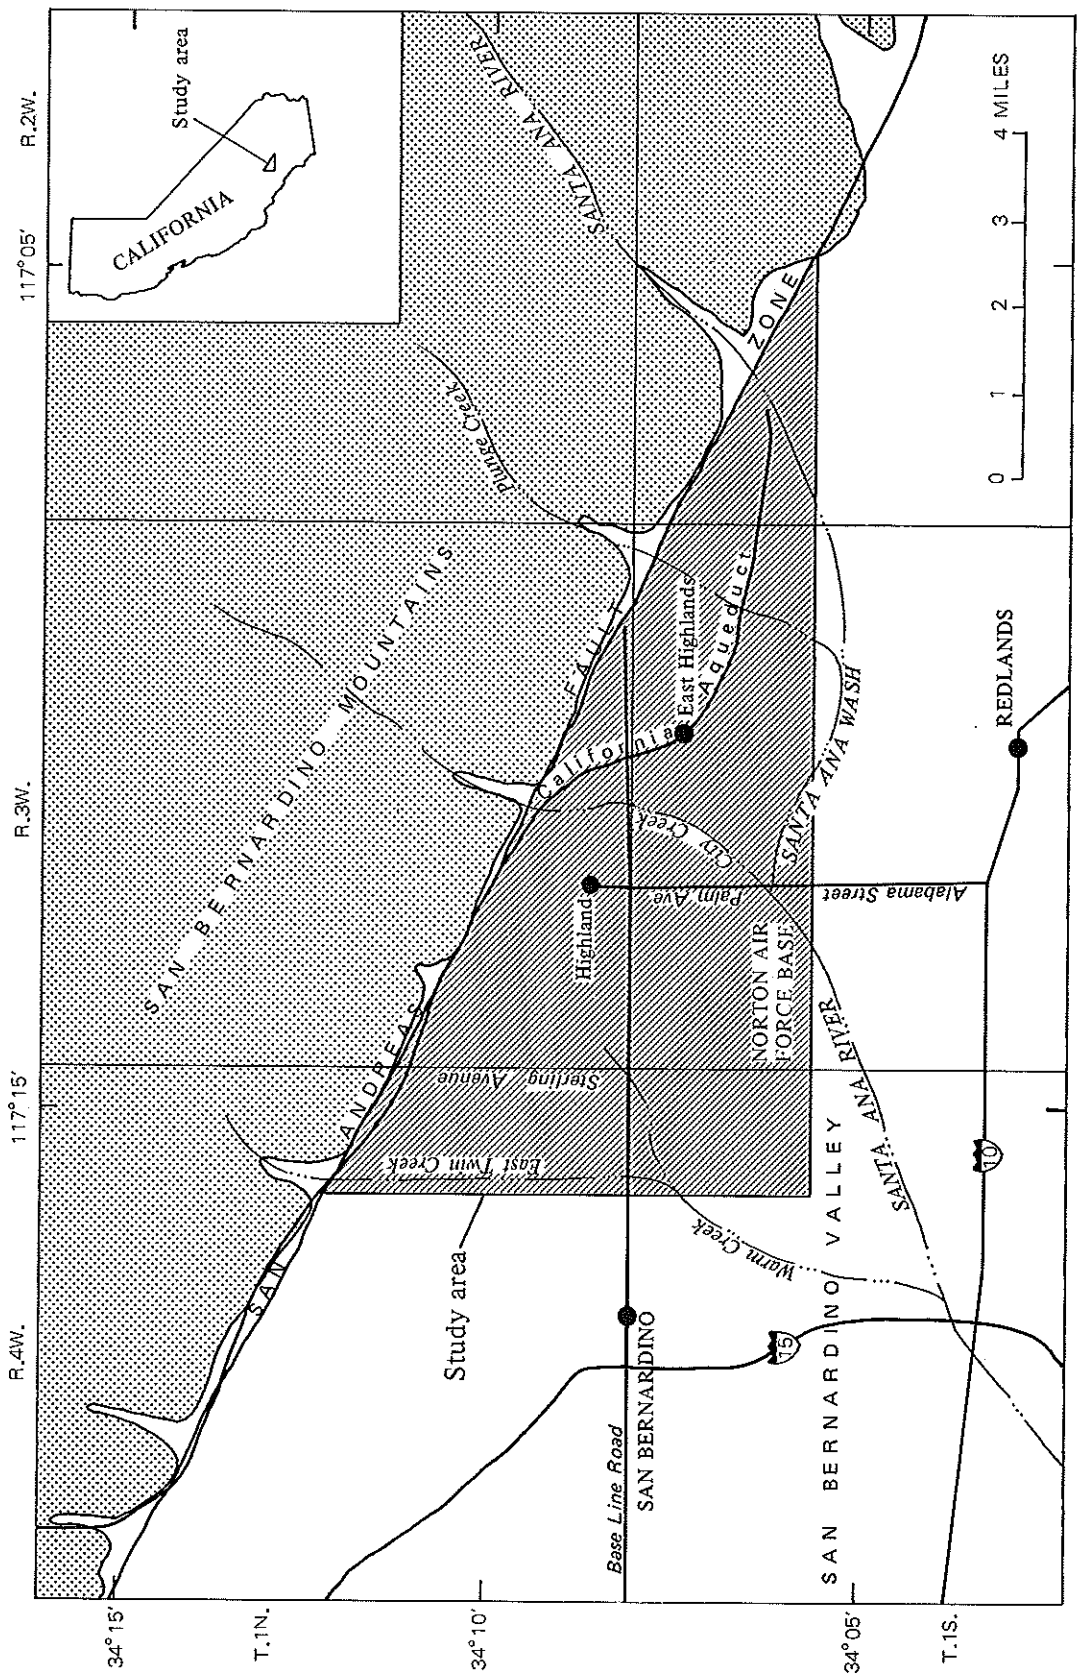 R.4W.
117°15'
R.3W.
117°05'
R.2W.
34°15'
T.1N.
34°10'
34°05'
T.1S.
CALIFORNIA
Study area
SAN BERNARDINO MOUNTAINS
SANTA ANA RIVER
Plunge Creek
SAN ANDREAS FAULT ZONE
East Twin Creek
Sterling Avenue
Highland
California Aqueduct
East Highlands
City Creek
Palm Ave
Study area
Base Line Road
SAN BERNARDINO
Warm Creek
15
NORTON AIR
FORCE BASE
SANTA ANA WASH
Alabama Street
SAN BERNARDINO VALLEY
SANTA ANA RIVER
10
REDLANDS
0 1 2 3 4 MILES